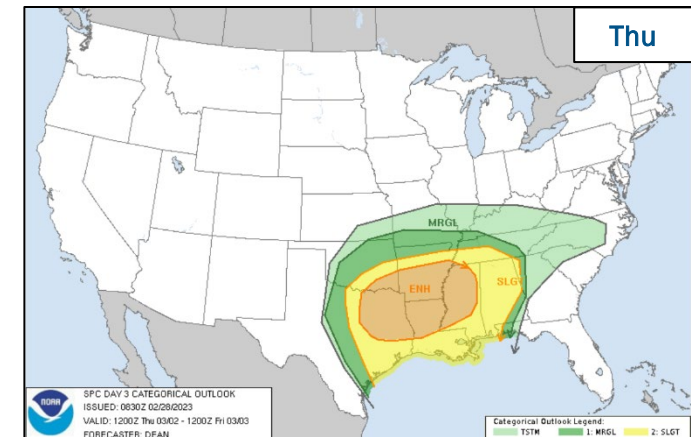 Thu
MRGL
ENH
SLGT
NOAA
SPC DAY 3 CATEGORICAL OUTLOOK
ISSUED: 0830Z 02/28/2023
VALID: 1200Z Thu 03/02 - 1200Z Fri 03/03
FORECASTER: DEAN
Categorical Outlook Legend:
TSTM 1: MRGL 2: SLGT